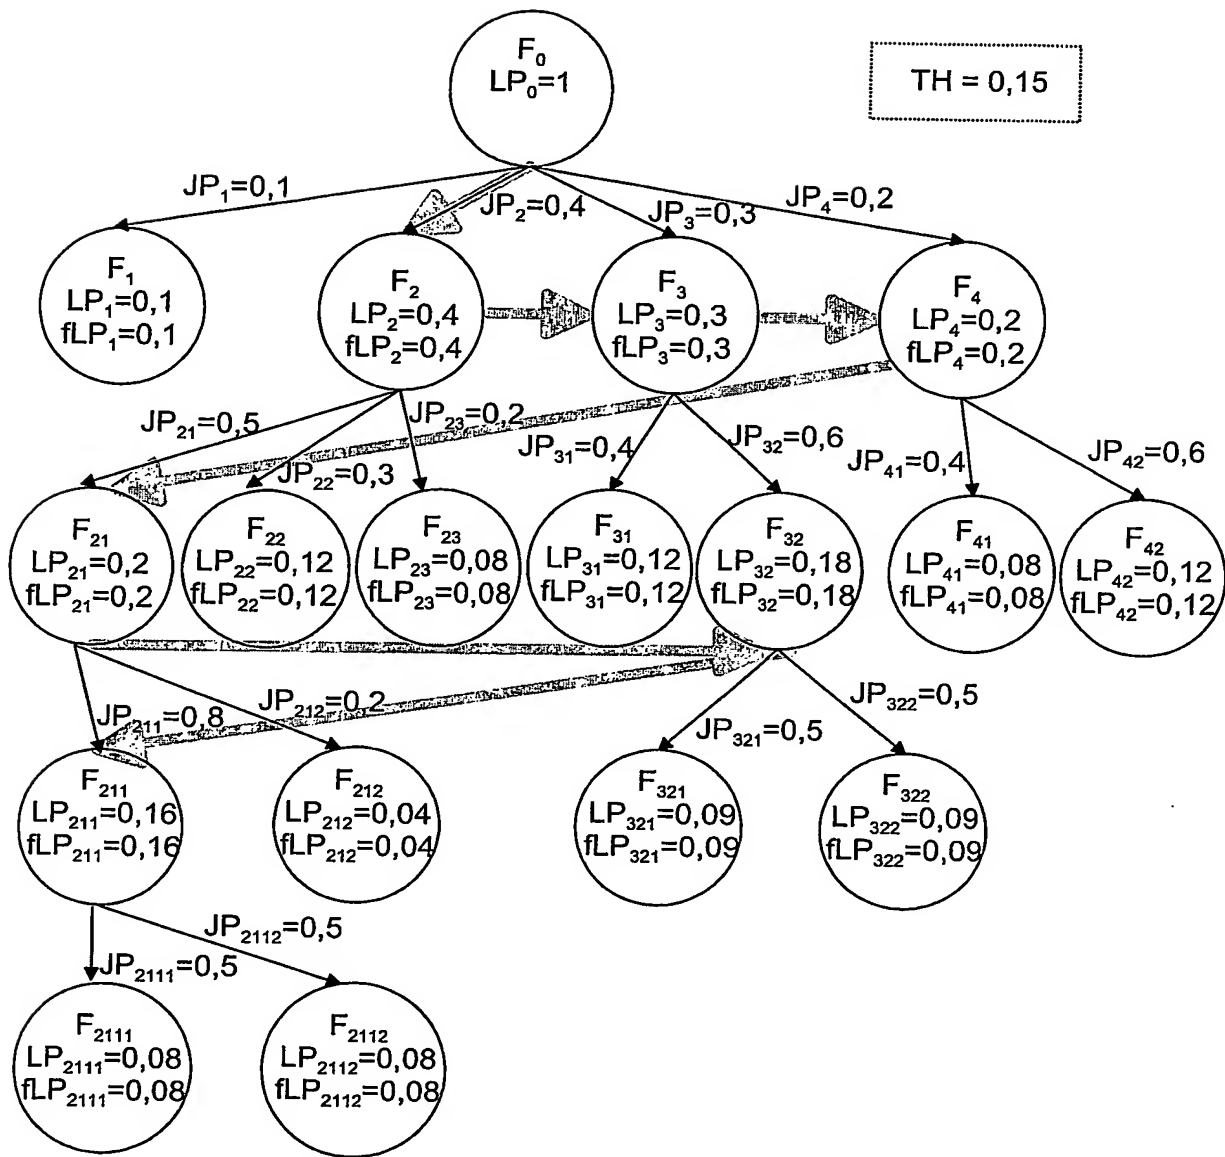 F₀
LP₀=1
TH = 0,15
JP₁=0,1
JP₂=0,4
JP₃=0,3
JP₄=0,2
F₁
LP₁=0,1
fLP₁=0,1
F₂
LP₂=0,4
fLP₂=0,4
F₃
LP₃=0,3
fLP₃=0,3
F₄
LP₄=0,2
fLP₄=0,2
JP₂₁=0,5
JP₂₂=0,3
JP₂₃=0,2
JP₃₁=0,4
JP₃₂=0,6
JP₄₁=0,4
JP₄₂=0,6
F₂₁
LP₂₁=0,2
fLP₂₁=0,2
F₂₂
LP₂₂=0,12
fLP₂₂=0,12
F₂₃
LP₂₃=0,08
fLP₂₃=0,08
F₃₁
LP₃₁=0,12
fLP₃₁=0,12
F₃₂
LP₃₂=0,18
fLP₃₂=0,18
F₄₁
LP₄₁=0,08
fLP₄₁=0,08
F₄₂
LP₄₂=0,12
fLP₄₂=0,12
JP₂₁₁=0,8
JP₂₁₂=0,2
JP₃₂₁=0,5
JP₃₂₂=0,5
F₂₁₁
LP₂₁₁=0,16
fLP₂₁₁=0,16
F₂₁₂
LP₂₁₂=0,04
fLP₂₁₂=0,04
F₃₂₁
LP₃₂₁=0,09
fLP₃₂₁=0,09
F₃₂₂
LP₃₂₂=0,09
fLP₃₂₂=0,09
JP₂₁₁₁=0,5
JP₂₁₁₂=0,5
F₂₁₁₁
LP₂₁₁₁=0,08
fLP₂₁₁₁=0,08
F₂₁₁₂
LP₂₁₁₂=0,08
fLP₂₁₁₂=0,08